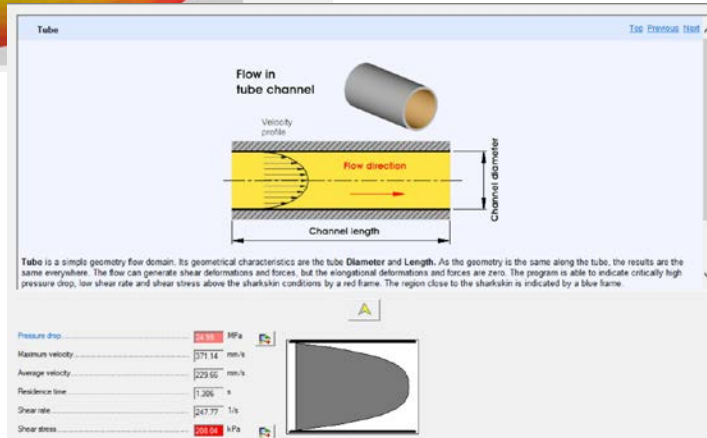 Tube
Top Previous Next
Flow in
tube channel
Velocity
profile
Flow direction
Channel diameter
Channel length
Tube is a simple geometry flow domain. Its geometrical characteristics are the tube Diameter and Length. As the geometry is the same along the tube, the results are the
same everywhere. The flow can generate shear deformations and forces, but the elongational deformations and forces are zero. The program is able to indicate critically high
pressure drop, low shear rate and shear stress above the sharkskin conditions by a red frame. The region close to the sharkskin is indicated by a blue frame.
Pressure drop 24.99 MPa
Maximum velocity 371.14 mm/s
Average velocity 229.66 mm/s
Residence time 1.306 s
Shear rate 247.77 1/s
Shear stress 208.04 kPa